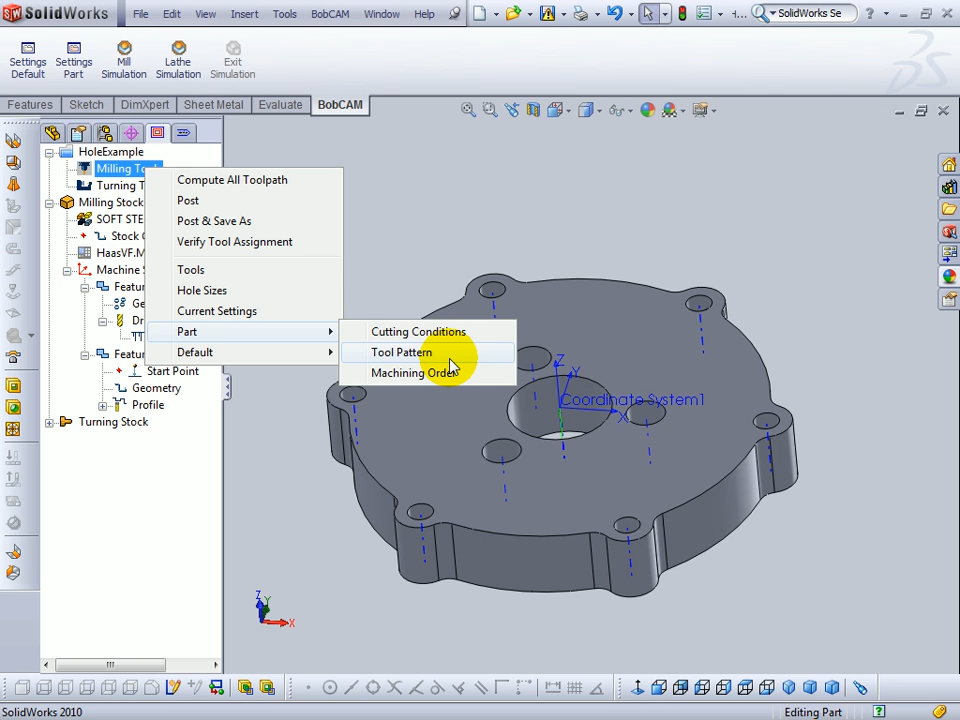 SolidWorks File Edit View Insert Tools BobCAM Window Help SolidWorks Se
Settings Default
Settings Part
Mill Simulation
Lathe Simulation
Exit Simulation
Features Sketch DimXpert Sheet Metal Evaluate BobCAM
HoleExample
Milling To
Turning T
Milling Stock
SOFT STE
Stock
HaasVF.M
Machine
Featu
Ge
Dr
Featu
Start Point
Geometry
Profile
Turning Stock
Compute All Toolpath
Post
Post & Save As
Verify Tool Assignment
Tools
Hole Sizes
Current Settings
Part
Default
Cutting Conditions
Tool Pattern
Machining Order
Z
Y
Coordinate System1
X
Z
Y
X
SolidWorks 2010 Editing Part